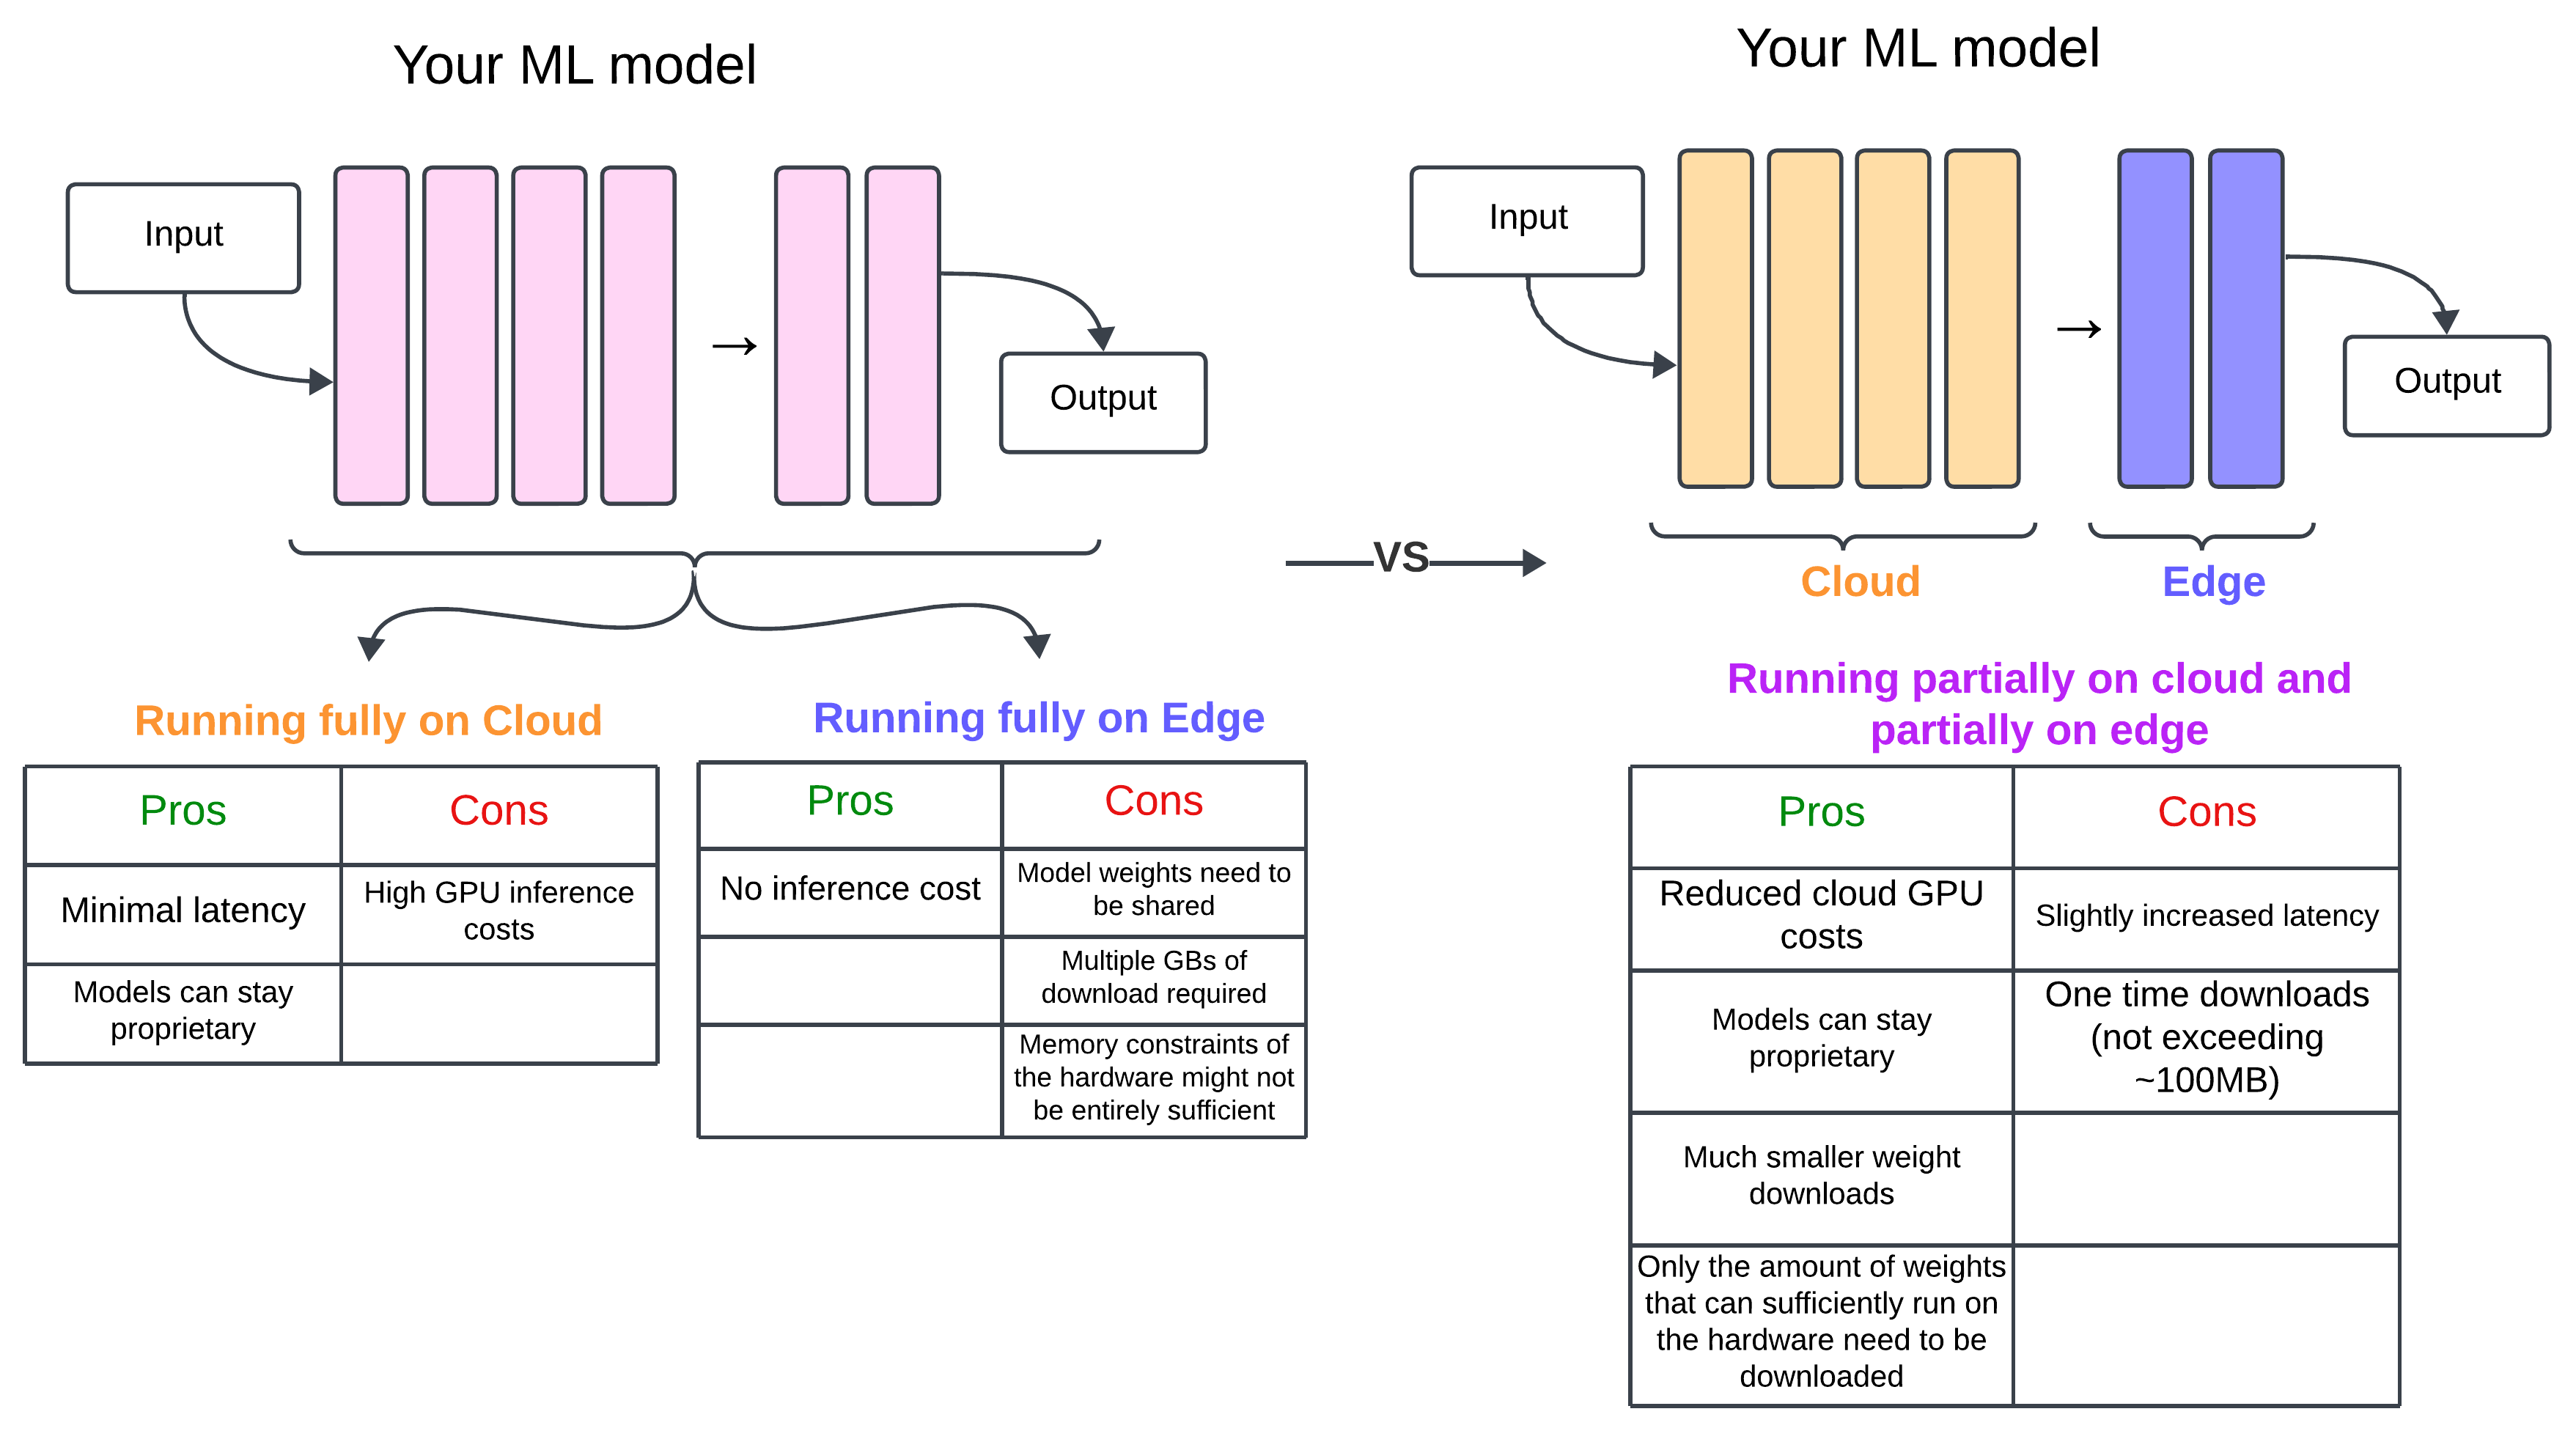 Your ML model
Input
→
Output
Running fully on Cloud
Pros
Cons
Minimal latency
High GPU inference
costs
Models can stay
proprietary
Running fully on Edge
Pros
Cons
No inference cost
Model weights need to
be shared
Multiple GBs of
download required
Memory constraints of
the hardware might not
be entirely sufficient
VS
Your ML model
Input
→
Output
Cloud
Edge
Running partially on cloud and
partially on edge
Pros
Cons
Reduced cloud GPU
costs
Slightly increased latency
Models can stay
proprietary
One time downloads
(not exceeding
~100MB)
Much smaller weight
downloads
Only the amount of weights
that can sufficiently run on
the hardware need to be
downloaded